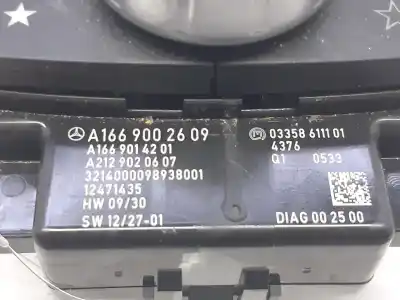 A166 900 26 09
A166 901 42 01
A212 902 06 07
3214000098938001
12471435
HW 09/30
SW 12/27-01
03358 6111 01
4376
Q1 0533
DIAG 00 25 00